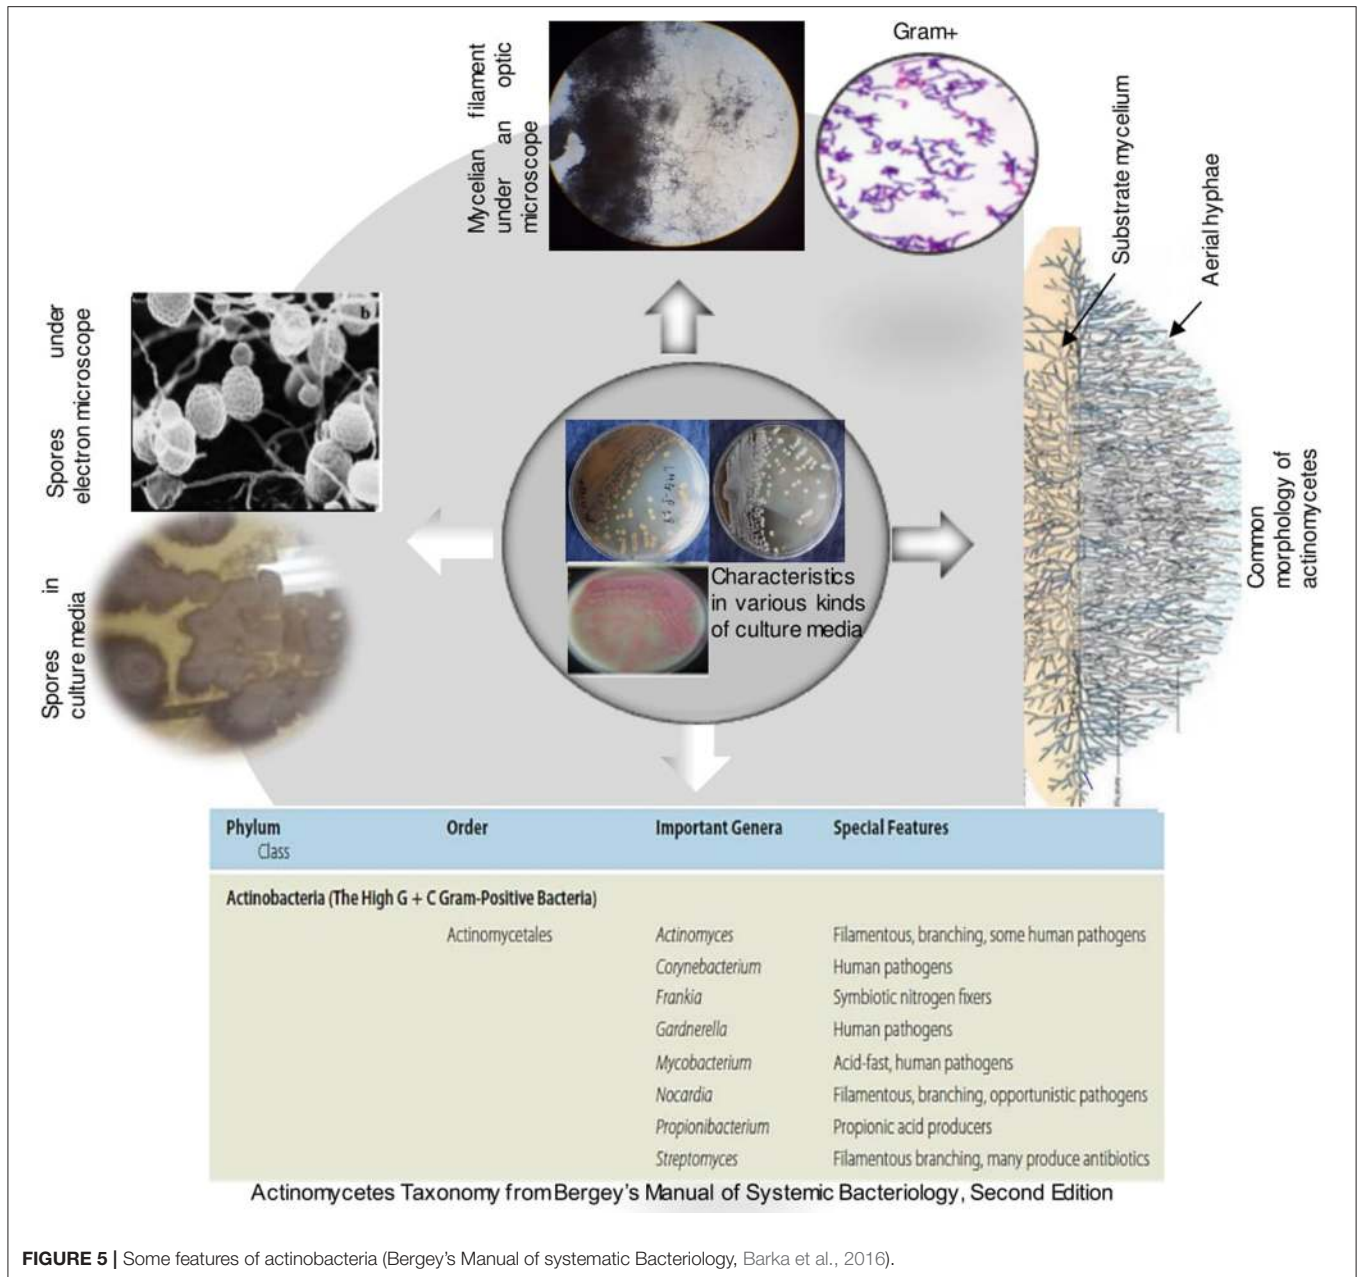 Mycelian filament
under an optic
microscope
Gram+
Substrate mycelium
Aerial hyphae
Spores under
electron microscope
b
Spores in
culture media
Characteristics
in various kinds
of culture media
Common
morphology of
actinomycetes
Phylum Order Important Genera Special Features
Class
Actinobacteria (The High G + C Gram-Positive Bacteria)
Actinomycetales Actinomyces Filamentous, branching, some human pathogens
Corynebacterium Human pathogens
Frankia Symbiotic nitrogen fixers
Gardnerella Human pathogens
Mycobacterium Acid-fast, human pathogens
Nocardia Filamentous, branching, opportunistic pathogens
Propionibacterium Propionic acid producers
Streptomyces Filamentous branching, many produce antibiotics
Actinomycetes Taxonomy from Bergey's Manual of Systemic Bacteriology, Second Edition
FIGURE 5 | Some features of actinobacteria (Bergey's Manual of systematic Bacteriology, Barka et al., 2016).